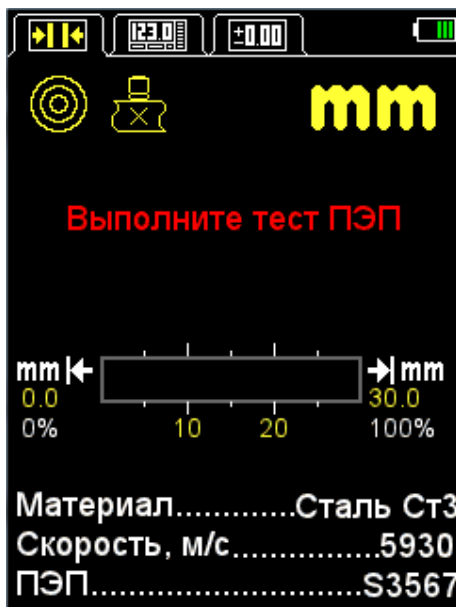 123.0 ±0.00
mm
Выполните тест ПЭП
mm mm
0.0 30.0
0% 10 20 100%
Материал.............Сталь Ст3
Скорость, м/с................5930
ПЭП..............................S3567